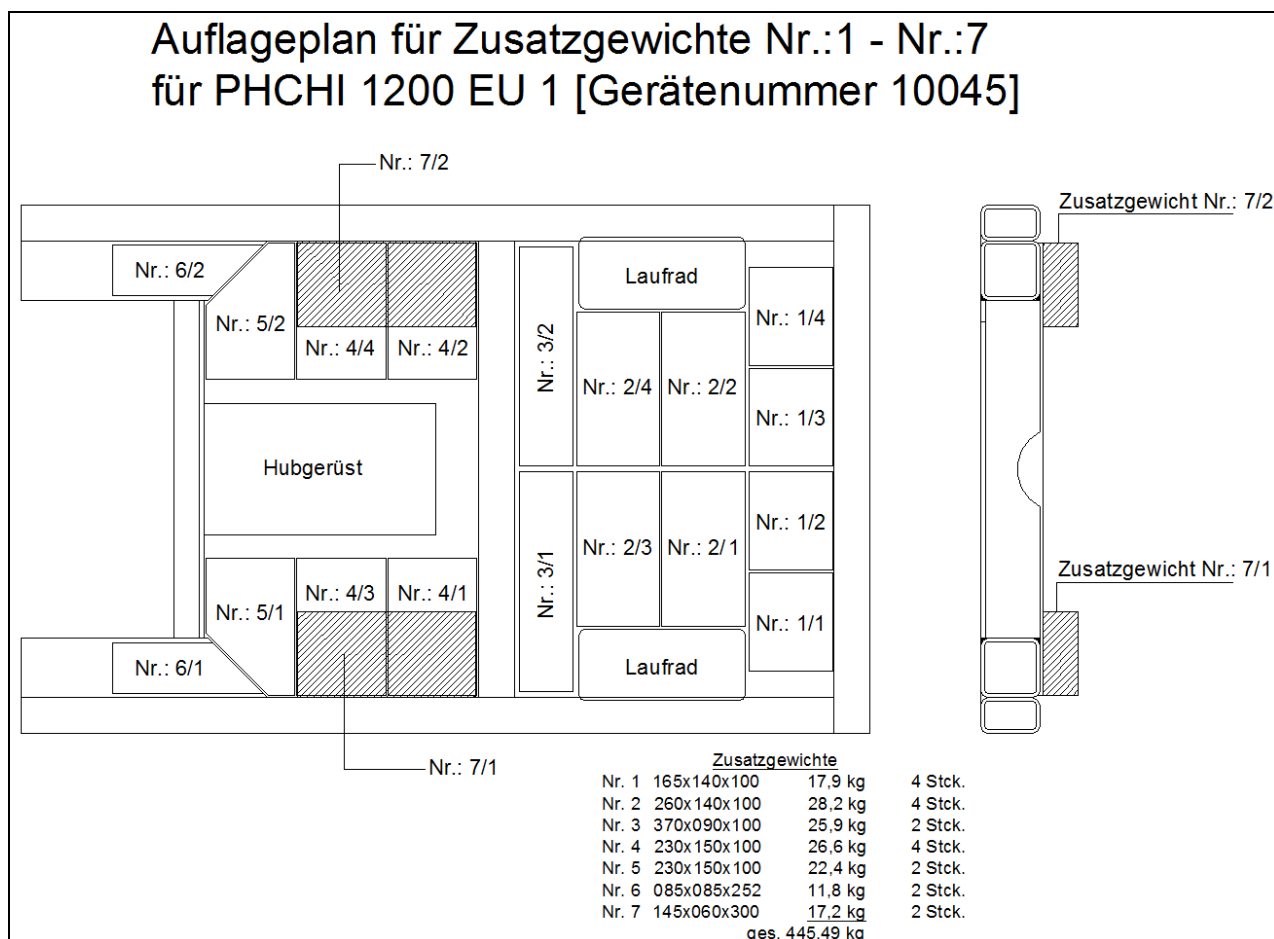 Auflageplan für Zusatzgewichte Nr.:1 - Nr.:7
für PHCHI 1200 EU 1 [Gerätenummer 10045]
Nr.: 7/2
Zusatzgewicht Nr.: 7/2
Nr.: 6/2
Nr.: 5/2
Nr.: 4/4
Nr.: 4/2
Nr.: 3/2
Laufrad
Nr.: 2/4
Nr.: 2/2
Nr.: 1/4
Nr.: 1/3
Hubgerüst
Nr.: 6/1
Nr.: 5/1
Nr.: 4/3
Nr.: 4/1
Nr.: 3/1
Nr.: 2/3
Nr.: 2/1
Laufrad
Nr.: 1/2
Nr.: 1/1
Zusatzgewicht Nr.: 7/1
Nr.: 7/1
Zusatzgewichte
Nr. 1 165x140x100 17,9 kg 4 Stck.
Nr. 2 260x140x100 28,2 kg 4 Stck.
Nr. 3 370x090x100 25,9 kg 2 Stck.
Nr. 4 230x150x100 26,6 kg 4 Stck.
Nr. 5 230x150x100 22,4 kg 2 Stck.
Nr. 6 085x085x252 11,8 kg 2 Stck.
Nr. 7 145x060x300 17,2 kg 2 Stck.
ges. 445,49 kg